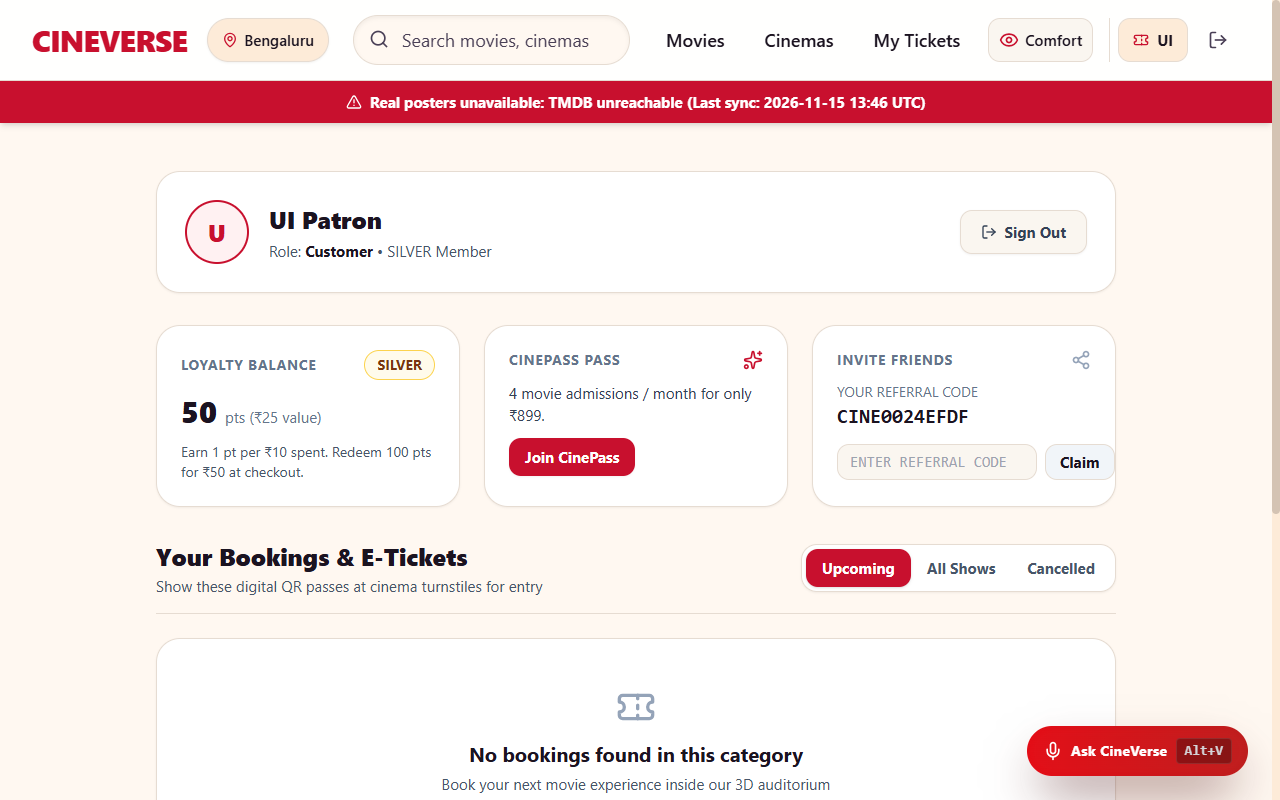 CINEVERSE
Bengaluru
Search movies, cinemas
Movies
Cinemas
My Tickets
Comfort
UI
Real posters unavailable: TMDB unreachable (Last sync: 2026-11-15 13:46 UTC)
U
UI Patron
Role: Customer • SILVER Member
Sign Out
LOYALTY BALANCE
SILVER
50 pts (₹25 value)
Earn 1 pt per ₹10 spent. Redeem 100 pts
for ₹50 at checkout.
CINEPASS PASS
4 movie admissions / month for only
₹899.
Join CinePass
INVITE FRIENDS
YOUR REFERRAL CODE
CINE0024EFDF
ENTER REFERRAL CODE
Claim
Your Bookings & E-Tickets
Show these digital QR passes at cinema turnstiles for entry
Upcoming
All Shows
Cancelled
No bookings found in this category
Book your next movie experience inside our 3D auditorium
Ask CineVerse Alt+V